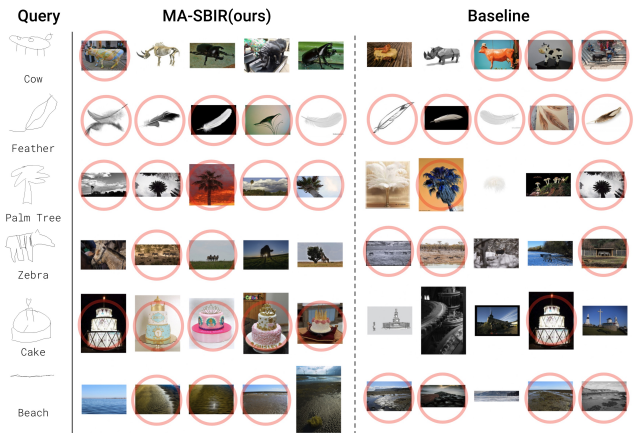 Query
MA-SBIR(ours)
Baseline
Cow
Feather
Palm Tree
Zebra
Cake
Beach